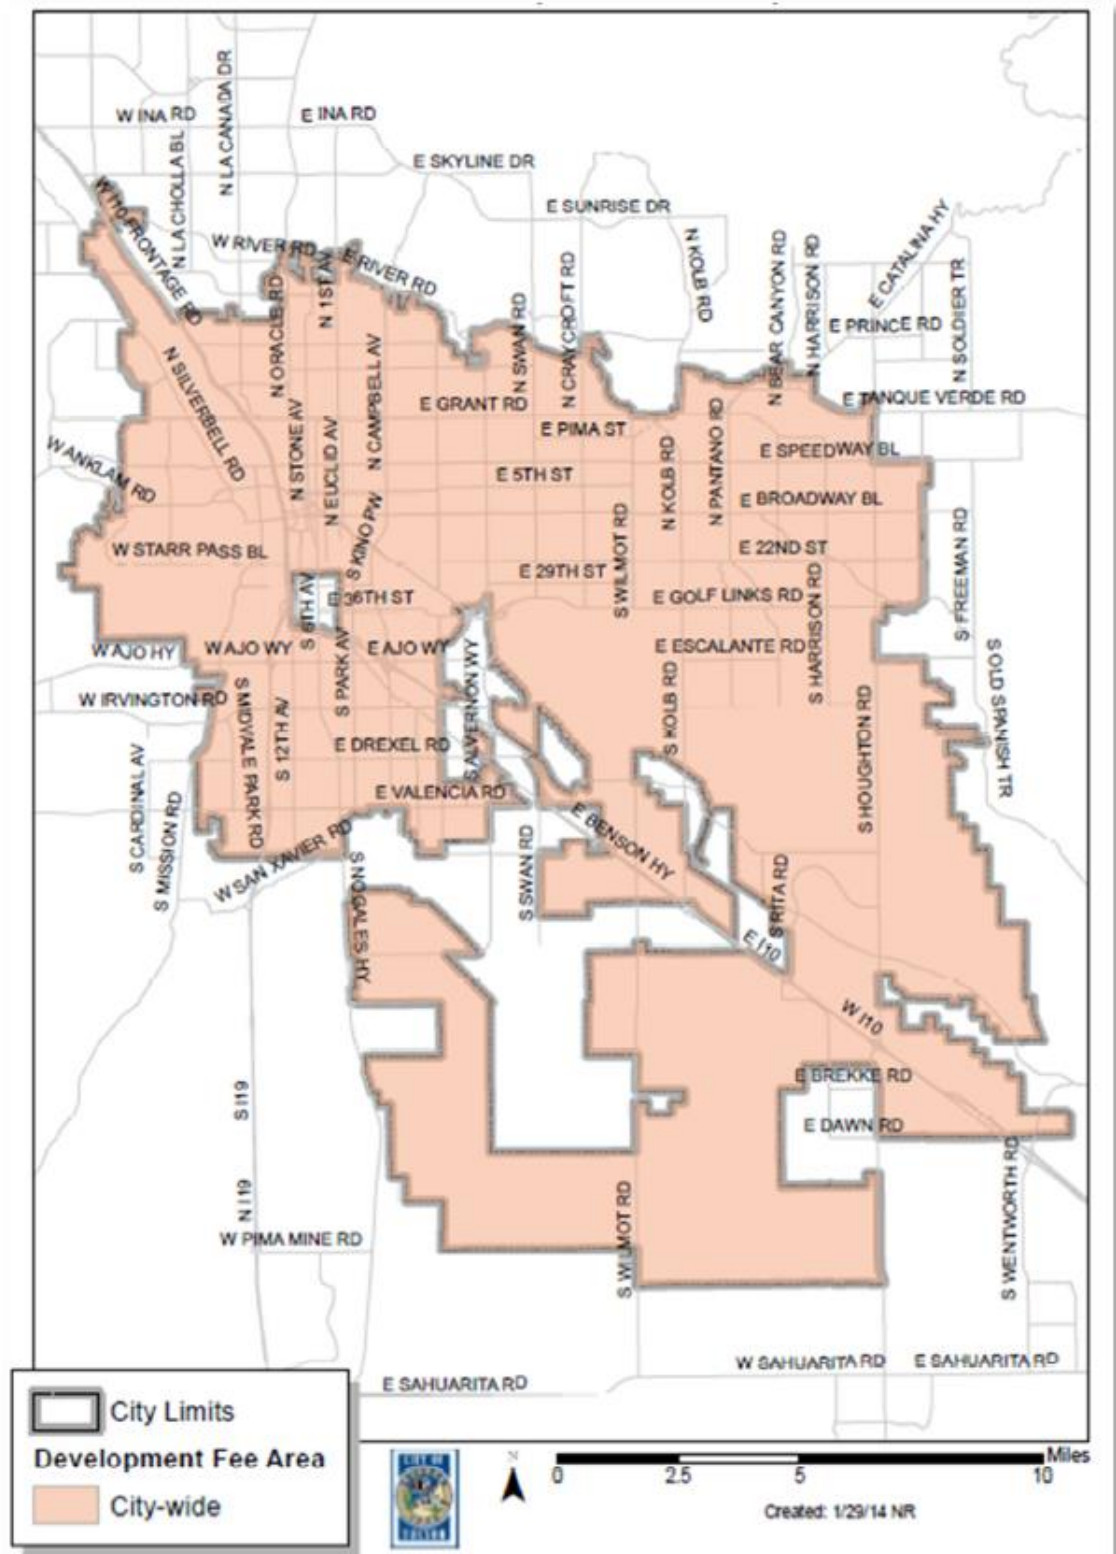 W INA RD
E INA RD
N LA CANADA DR
N LA CHOLLA BL
E SKYLINE DR
E SUNRISE DR
W I10 FRONTAGE RD
W RIVER RD
E RIVER RD
N 1ST AV
N ORACLE RD
N KOLB RD
N BEAR CANYON RD
N HARRISON RD
E CATALINA HY
N SOLDIER TR
E PRINCE RD
N SWAN RD
N CRAYCROFT RD
N SILVERBELL RD
N CAMPBELL AV
E GRANT RD
E TANQUE VERDE RD
E PIMA ST
N STONE AV
N EUCLID AV
N KOLB RD
N PANTANO RD
E SPEEDWAY BL
W ANKLAM RD
E 5TH ST
E BROADWAY BL
S KINO PW
S WILMOT RD
W STARR PASS BL
E 22ND ST
S FREEMAN RD
E 29TH ST
S 6TH AV
E 36TH ST
E GOLF LINKS RD
S HARRISON RD
W AJO HY
W AJO WY
E AJO WY
E ESCALANTE RD
S PARK AV
S ALVERNON WY
S KOLB RD
S OLD SPANISH TR
W IRVINGTON RD
S MIDVALE PARK RD
S 12TH AV
E DREXEL RD
S HOUGHTON RD
S CARDINAL AV
S MISSION RD
E VALENCIA RD
E BENSON HY
W SAN XAVIER RD
S NOGALES HY
S SWAN RD
S RITA RD
E I10
W I10
E BREKKE RD
S I19
E DAWN RD
N I19
S WILMOT RD
S WENTWORTH RD
W PIMA MINE RD
W SAHUARITA RD
E SAHUARITA RD
E SAHUARITA RD
City Limits
Development Fee Area
City-wide
CITY OF
TUCSON
N
Miles
0 2.5 5 10
Created: 1/29/14 NR